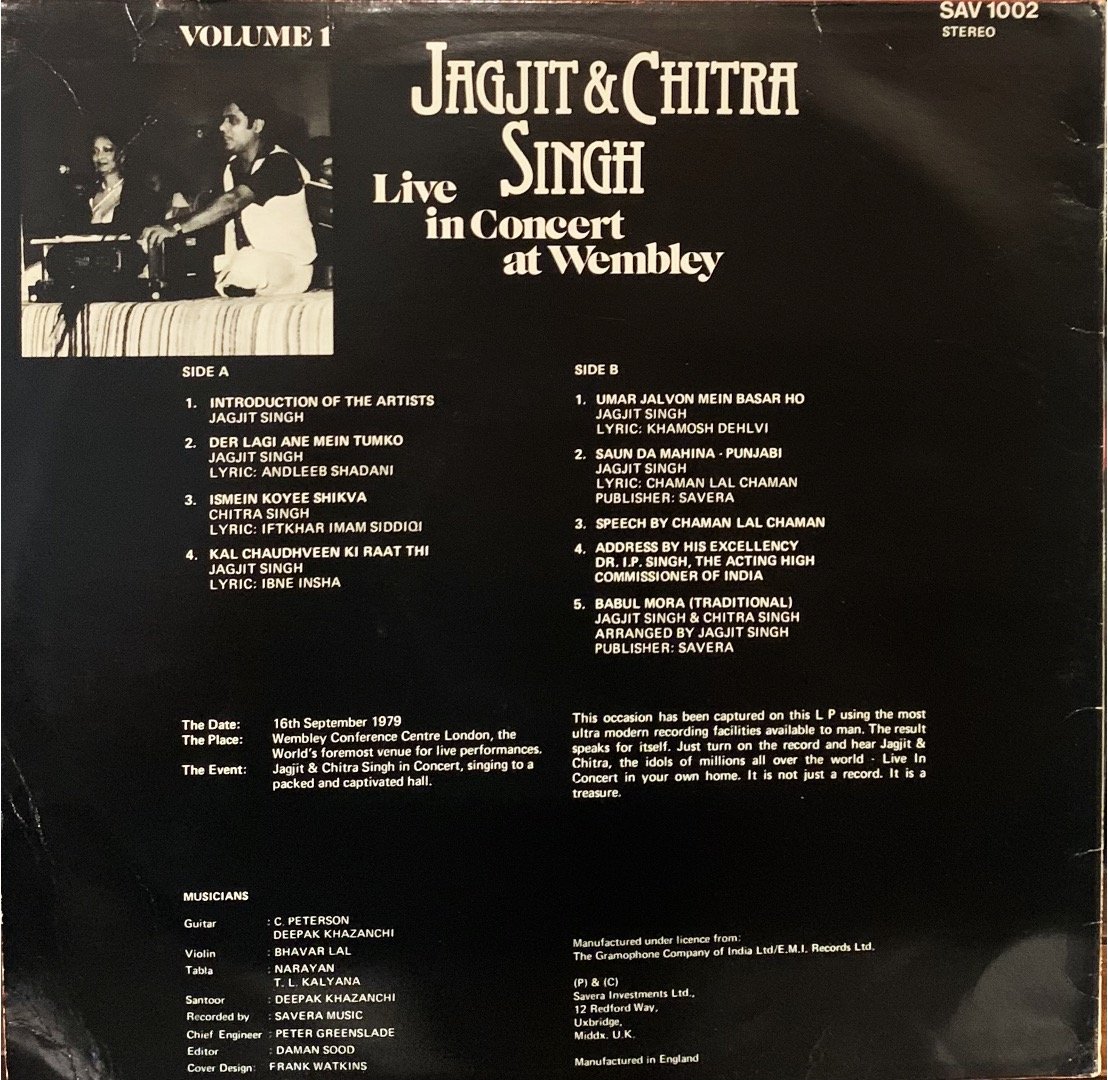 VOLUME 1
SAV 1002
STEREO
JAGJIT & CHITRA
SINGH
Live
in Concert
at Wembley
SIDE A
1. INTRODUCTION OF THE ARTISTS
JAGJIT SINGH
2. DER LAGI ANE MEIN TUMKO
JAGJIT SINGH
LYRIC: ANDLEEB SHADANI
3. ISMEIN KOYEE SHIKVA
CHITRA SINGH
LYRIC: IFTKHAR IMAM SIDDIQI
4. KAL CHAUDHVEEN KI RAAT THI
JAGJIT SINGH
LYRIC: IBNE INSHA
SIDE B
1. UMAR JALVON MEIN BASAR HO
JAGJIT SINGH
LYRIC: KHAMOSH DEHLVI
2. SAUN DA MAHINA - PUNJABI
JAGJIT SINGH
LYRIC: CHAMAN LAL CHAMAN
PUBLISHER: SAVERA
3. SPEECH BY CHAMAN LAL CHAMAN
4. ADDRESS BY HIS EXCELLENCY
DR. I.P. SINGH, THE ACTING HIGH
COMMISSIONER OF INDIA
5. BABUL MORA (TRADITIONAL)
JAGJIT SINGH & CHITRA SINGH
ARRANGED BY JAGJIT SINGH
PUBLISHER: SAVERA
The Date: 16th September 1979
The Place: Wembley Conference Centre London, the
World's foremost venue for live performances.
The Event: Jagjit & Chitra Singh in Concert, singing to a
packed and captivated hall.
This occasion has been captured on this L P using the most
ultra modern recording facilities available to man. The result
speaks for itself. Just turn on the record and hear Jagjit &
Chitra, the idols of millions all over the world - Live In
Concert in your own home. It is not just a record. It is a
treasure.
MUSICIANS
Guitar : C. PETERSON
DEEPAK KHAZANCHI
Violin : BHAVAR LAL
Tabla : NARAYAN
T. L. KALYANA
Santoor : DEEPAK KHAZANCHI
Recorded by : SAVERA MUSIC
Chief Engineer : PETER GREENSLADE
Editor : DAMAN SOOD
Cover Design: FRANK WATKINS
Manufactured under licence from:
The Gramophone Company of India Ltd/E.M.I. Records Ltd.
(P) & (C)
Savera Investments Ltd.,
12 Redford Way,
Uxbridge,
Middx. U.K.
Manufactured in England